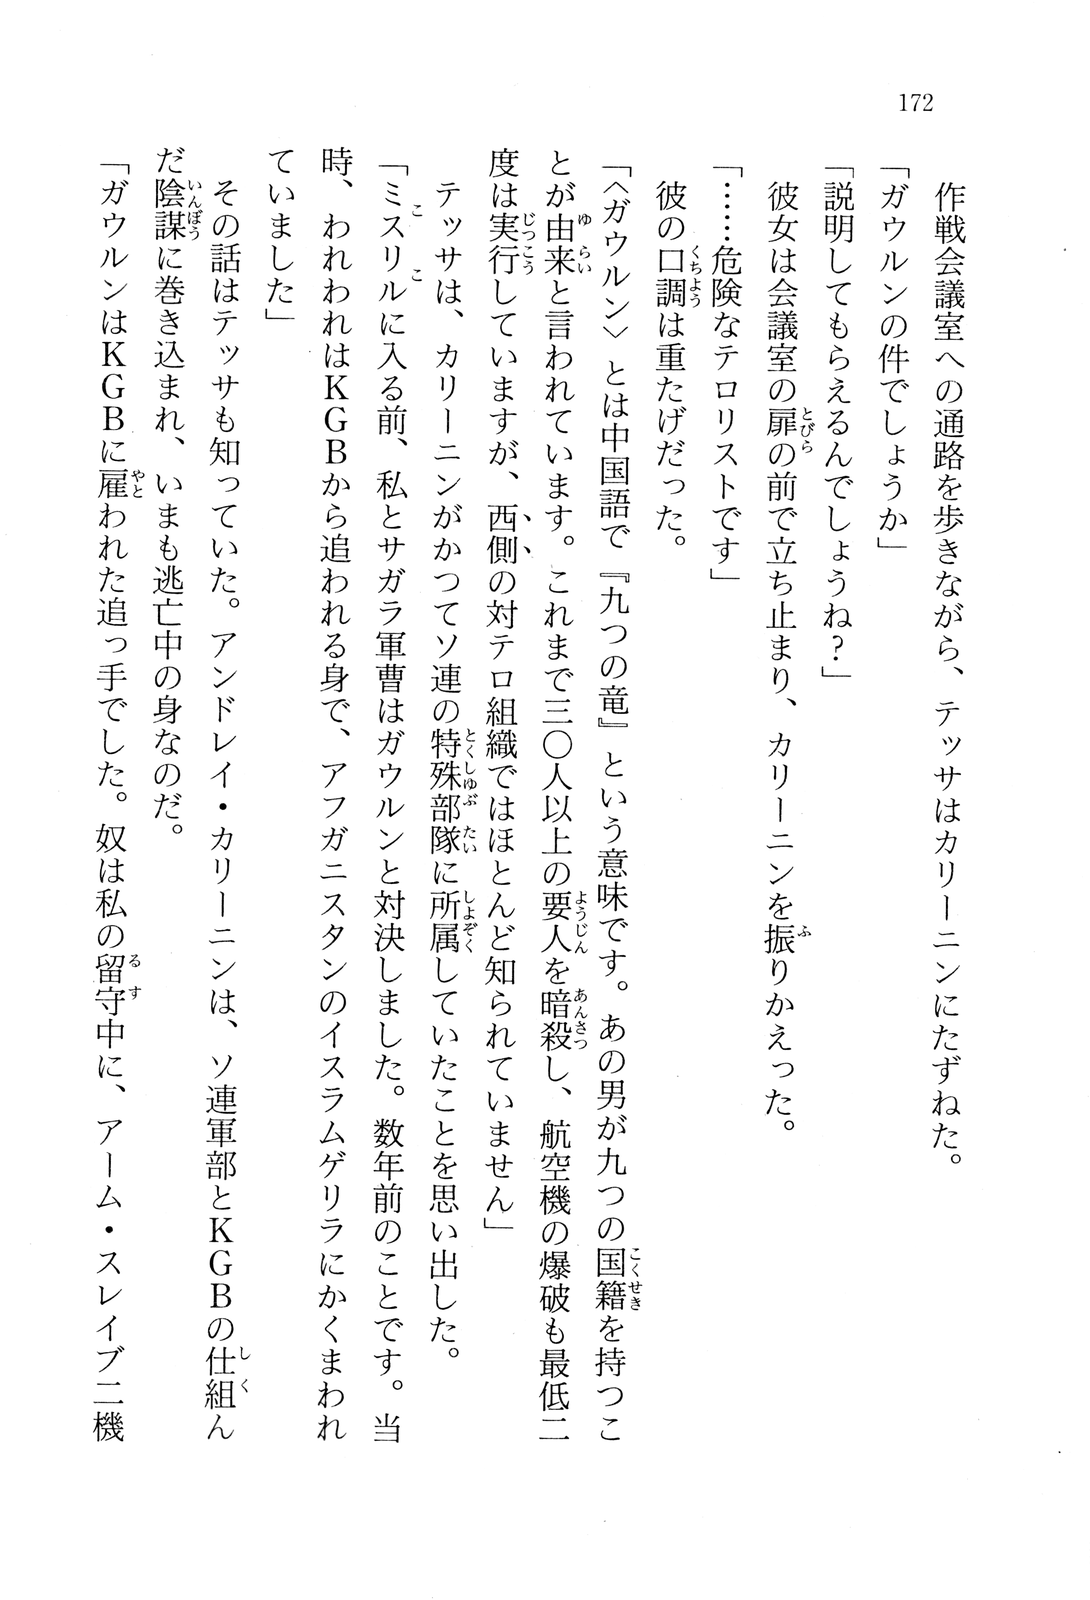 172
作戦会議室への通路を歩きながら、テッサはカリーニンにたずねた。
「ガウルンの件でしょうか」
「説明してもらえるんでしょうね？」
彼女は会議室の扉の前で立ち止まり、カリーニンを振りかえった。
「……危険なテロリストです」
彼の口調は重たげだった。
「〈ガウルン〉とは中国語で『九つの竜』という意味です。あの男が九つの国籍を持つこ
とが由来と言われています。これまで三〇人以上の要人を暗殺し、航空機の爆破も最低二
度は実行していますが、西側の対テロ組織ではほとんど知られていません」
テッサは、カリーニンがかつてソ連の特殊部隊に所属していたことを思い出した。
「ミスリルに入る前、私とサガラ軍曹はガウルンと対決しました。数年前のことです。当
時、われわれはＫＧＢから追われる身で、アフガニスタンのイスラムゲリラにかくまわれ
ていました」
その話はテッサも知っていた。アンドレイ・カリーニンは、ソ連軍部とＫＧＢの仕組ん
だ陰謀に巻き込まれ、いまも逃亡中の身なのだ。
「ガウルンはＫＧＢに雇われた追っ手でした。奴は私の留守中に、アーム・スレイブ二機